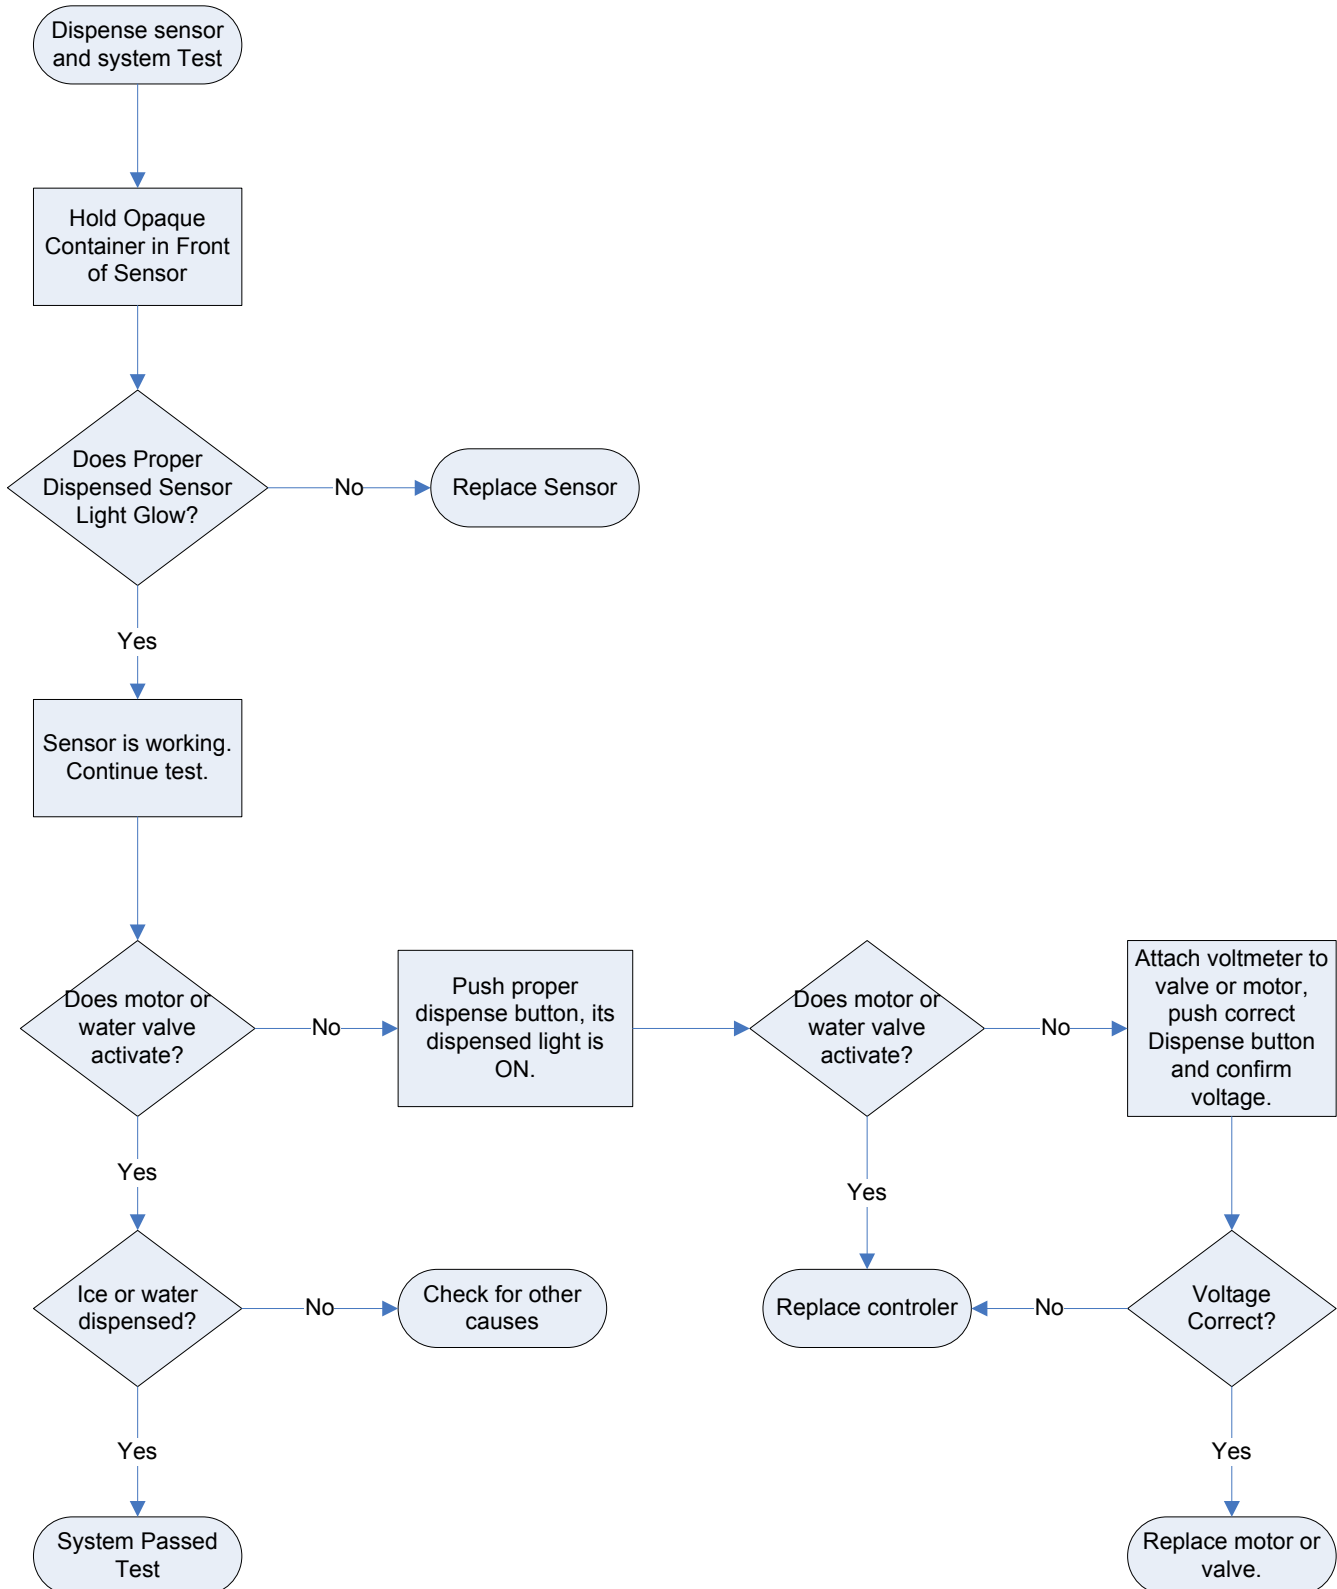 Dispense sensor
and system Test
Hold Opaque
Container in Front
of Sensor
Does Proper
Dispensed Sensor
Light Glow?
No
Replace Sensor
Yes
Sensor is working.
Continue test.
Does motor or
water valve
activate?
No
Push proper
dispense button, its
dispensed light is
ON.
Does motor or
water valve
activate?
No
Attach voltmeter to
valve or motor,
push correct
Dispense button
and confirm
voltage.
Yes
Yes
Ice or water
dispensed?
No
Check for other
causes
Replace controler
No
Voltage
Correct?
Yes
Yes
System Passed
Test
Replace motor or
valve.